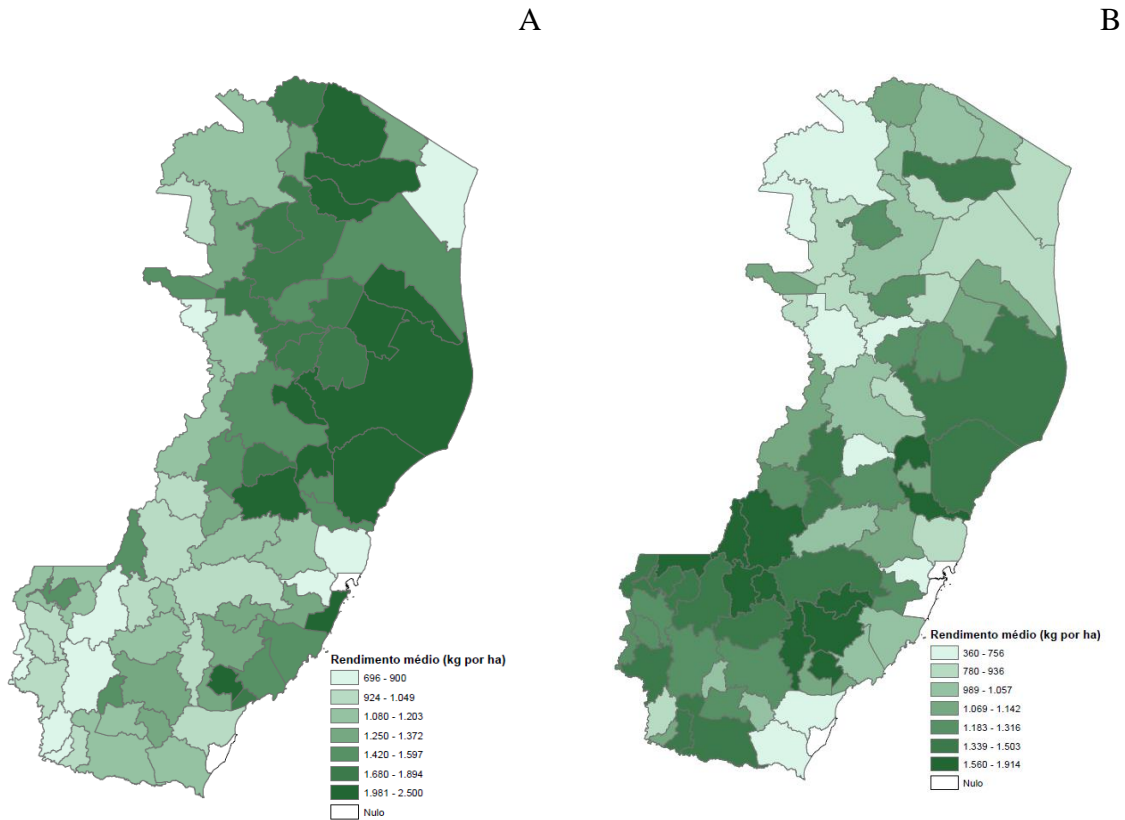 A
B
Rendimento médio (kg por ha)
696 - 900
924 - 1.049
1.080 - 1.203
1.250 - 1.372
1.420 - 1.597
1.680 - 1.894
1.981 - 2.500
Nulo
Rendimento médio (kg por ha)
360 - 756
780 - 936
989 - 1.057
1.069 - 1.142
1.183 - 1.316
1.339 - 1.503
1.560 - 1.914
Nulo